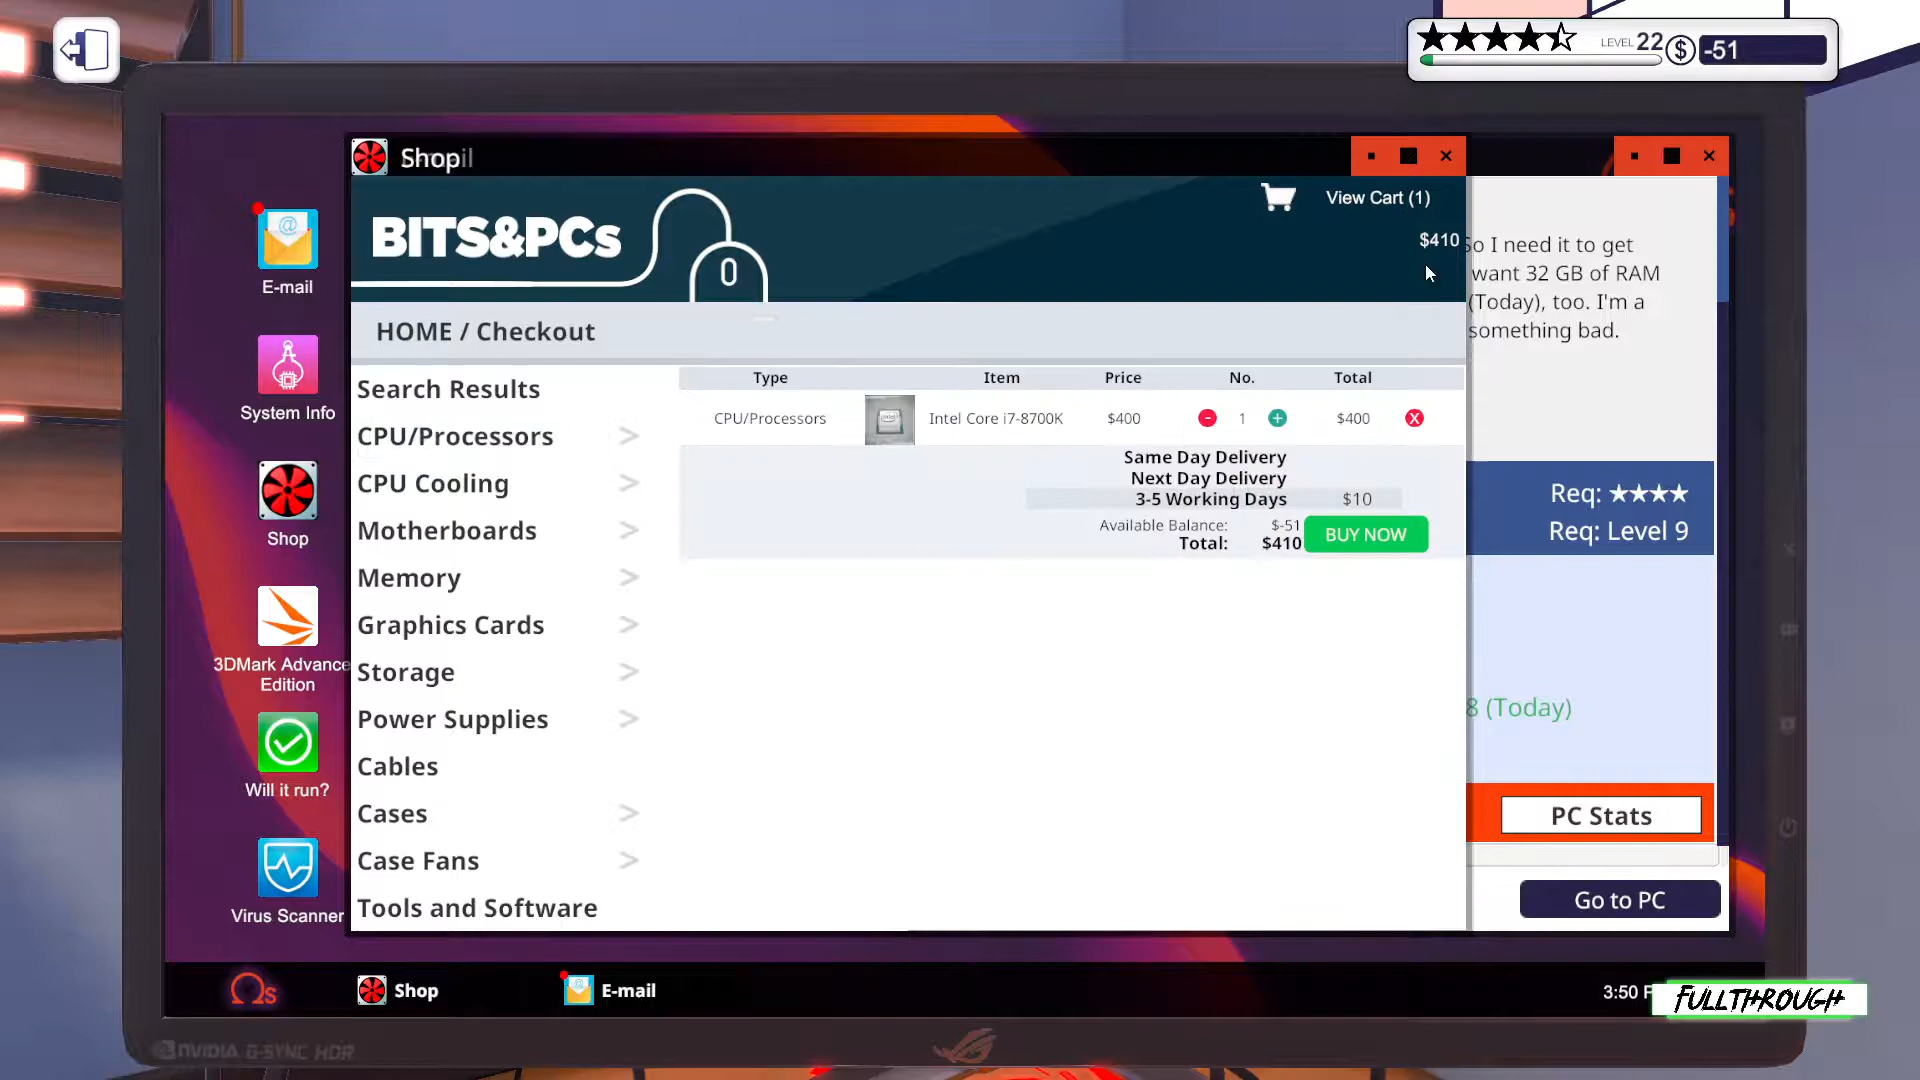 LEVEL 22 $ -51
Shop
View Cart (1)
BITS&PCs
$410
So I need it to get
want 32 GB of RAM
(Today), too. I'm a
something bad.
E-mail
HOME / Checkout
Type Item Price No. Total
Search Results
System Info
CPU/Processors Intel Core i7-8700K $400 - 1 + $400 X
CPU/Processors >
Same Day Delivery
Next Day Delivery
3-5 Working Days $10
CPU Cooling >
Available Balance: $-51
Total: $410
BUY NOW
Req: ★★★★
Req: Level 9
Shop
Motherboards >
Memory >
Graphics Cards >
3DMark Advance
Edition
Storage >
8 (Today)
Power Supplies >
Cables
Will it run?
Cases >
PC Stats
Case Fans >
Go to PC
Virus Scanner
Tools and Software
Ωs
Shop
E-mail
3:50
FULLTHROUGH
NVIDIA G-SYNC HDR